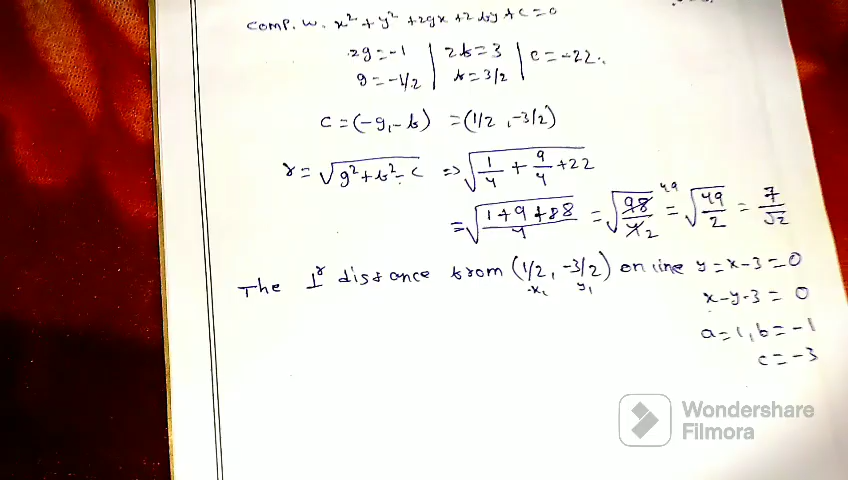 comp. w. x² + y² + 2gx + 2fy + c = 0
2g = -1 | 2f = 3 | c = -22.
g = -1/2 | f = 3/2
c = (-g, -f) = (1/2, -3/2)
r = √g² + f² - c => √1/4 + 9/4 + 22
= √1+9+88/4 = √98/4 49 2 = √49/2 = 7/√2
The ⊥r distance from (1/2, -3/2) on line y = x-3 = 0
x₁ y₁
x-y-3 = 0
a = 1, b = -1
c = -3
Wondershare
Filmora